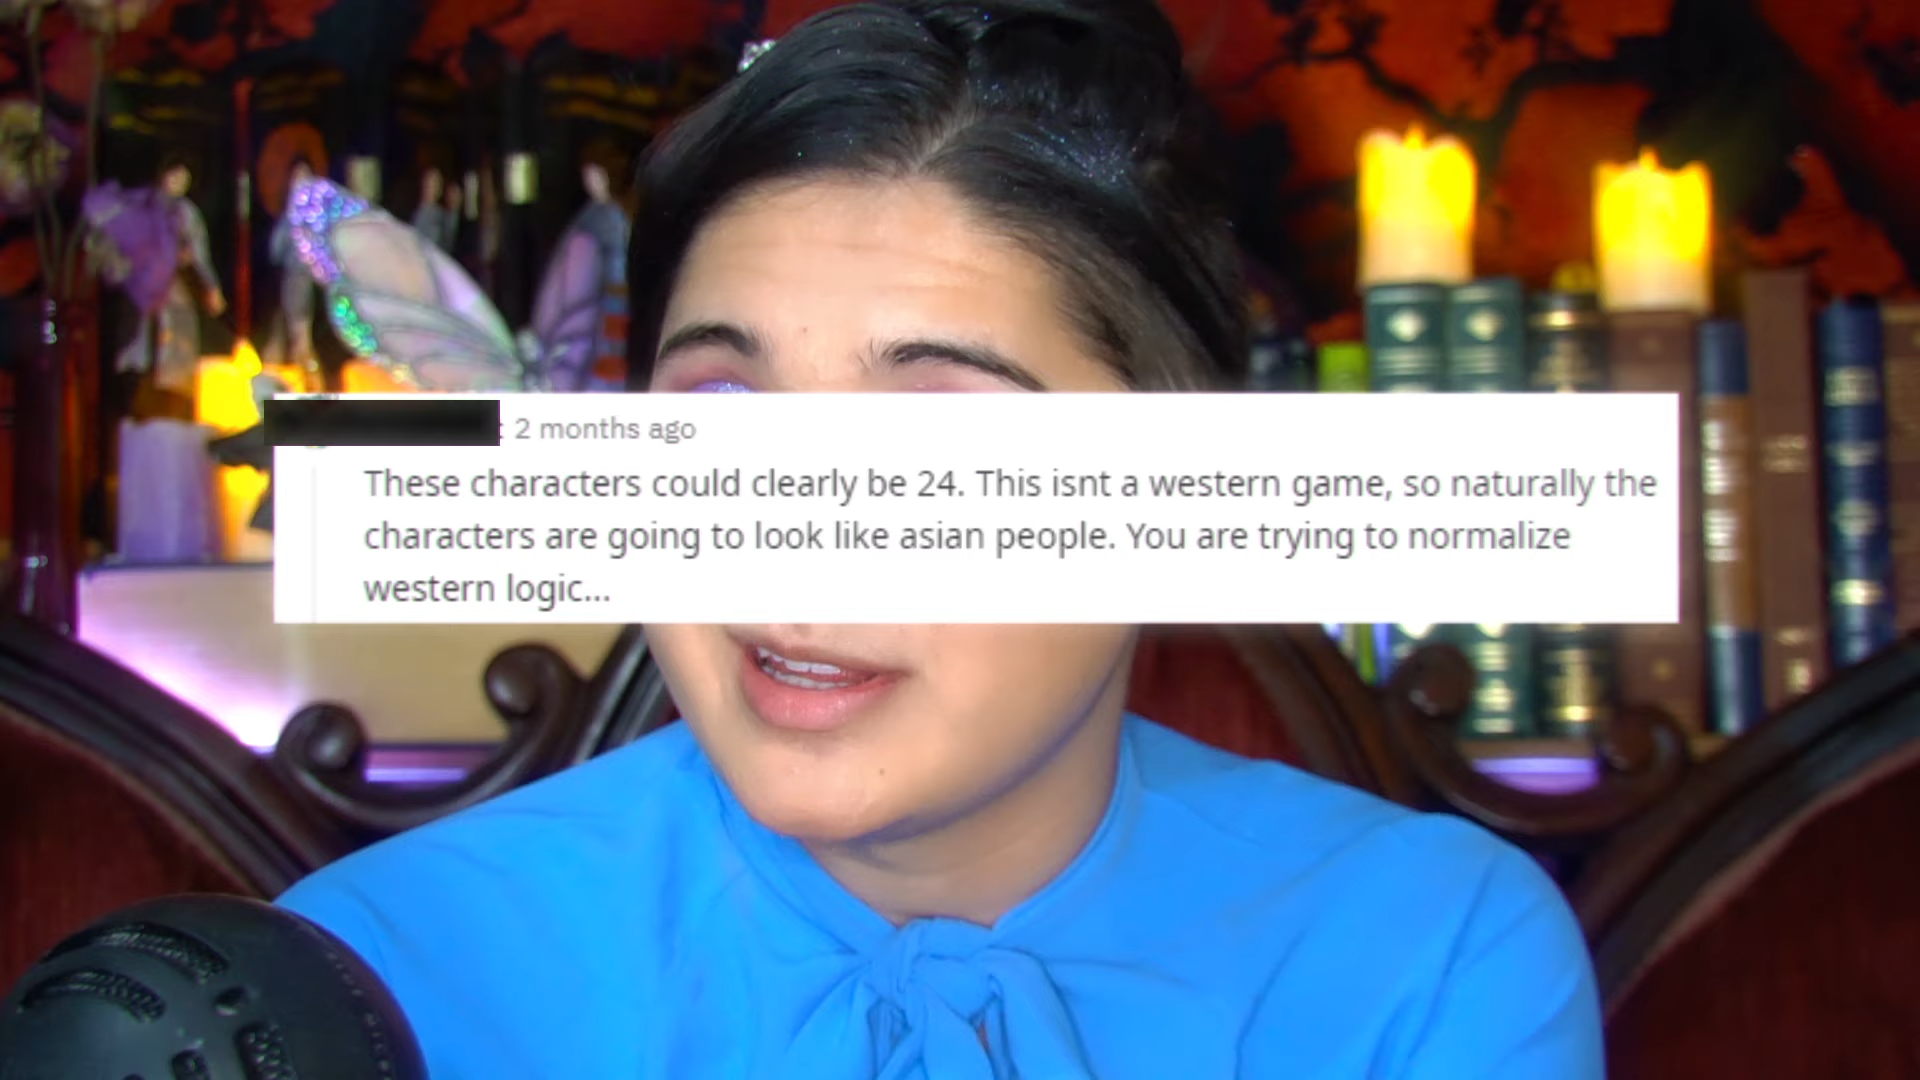 2 months ago
These characters could clearly be 24. This isnt a western game, so naturally the
characters are going to look like asian people. You are trying to normalize
western logic...